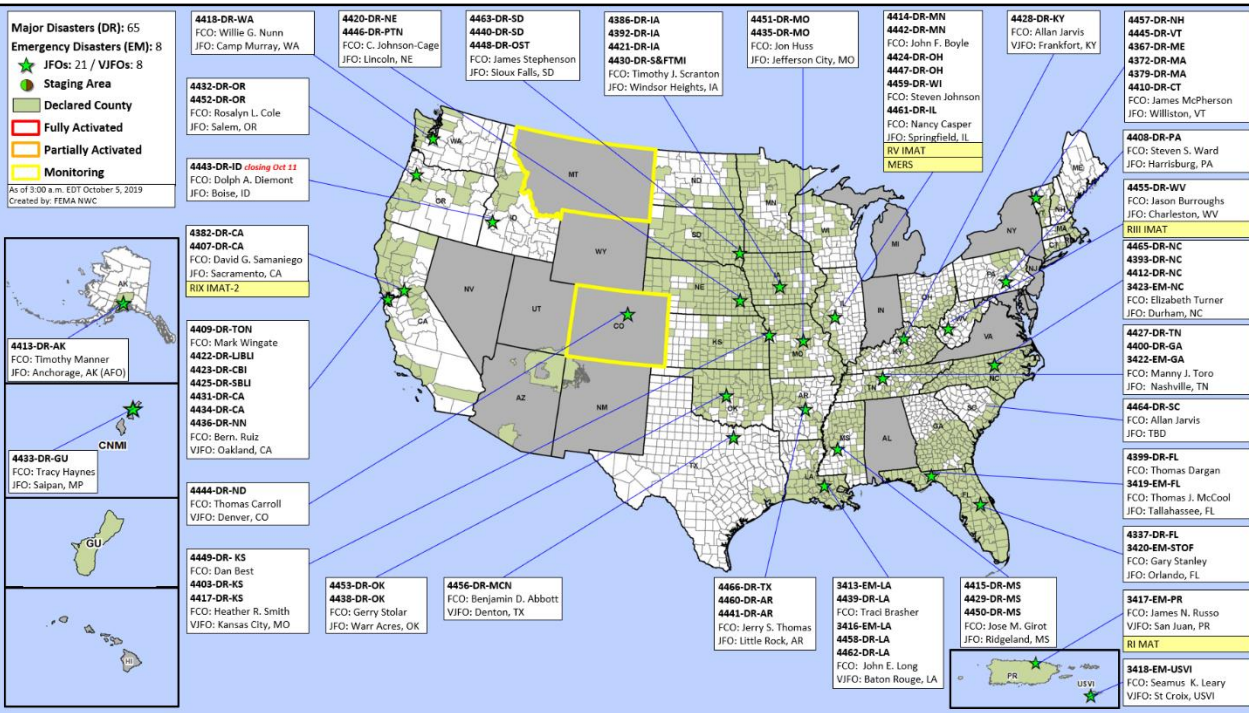 Major Disasters (DR): 65
Emergency Disasters (EM): 8
JFOs: 21 / VJFOs: 8
Staging Area
Declared County
Fully Activated
Partially Activated
Monitoring
As of 3:00 a.m. EDT October 5, 2019
Created by: FEMA NWC
4418-DR-WA
FCO: Willie G. Nunn
JFO: Camp Murray, WA
4420-DR-NE
4446-DR-PTN
FCO: C. Johnson-Cage
JFO: Lincoln, NE
4463-DR-SD
4440-DR-SD
4448-DR-OST
FCO: James Stephenson
JFO: Sioux Falls, SD
4386-DR-IA
4392-DR-IA
4421-DR-IA
4430-DR-S&FTMI
FCO: Timothy J. Scranton
JFO: Windsor Heights, IA
4451-DR-MO
4435-DR-MO
FCO: Jon Huss
JFO: Jefferson City, MO
4414-DR-MN
4442-DR-MN
FCO: John F. Boyle
4424-DR-OH
4447-DR-OH
4459-DR-WI
FCO: Steven Johnson
4461-DR-IL
FCO: Nancy Casper
JFO: Springfield, IL
RV IMAT
MERS
4428-DR-KY
FCO: Allan Jarvis
VJFO: Frankfort, KY
4457-DR-NH
4445-DR-VT
4367-DR-ME
4372-DR-MA
4379-DR-MA
4410-DR-CT
FCO: James McPherson
JFO: Williston, VT
4432-DR-OR
4452-DR-OR
FCO: Rosalyn L. Cole
JFO: Salem, OR
4443-DR-ID closing Oct 11
FCO: Dolph A. Diemont
JFO: Boise, ID
4382-DR-CA
4407-DR-CA
FCO: David G. Samaniego
JFO: Sacramento, CA
RIX IMAT-2
4409-DR-TON
FCO: Mark Wingate
4422-DR-LJBLI
4423-DR-CBI
4425-DR-SBLI
4431-DR-CA
4434-DR-CA
4436-DR-NN
FCO: Bern. Ruiz
VJFO: Oakland, CA
4444-DR-ND
FCO: Thomas Carroll
VJFO: Denver, CO
4449-DR- KS
FCO: Dan Best
4403-DR-KS
4417-DR-KS
FCO: Heather R. Smith
VJFO: Kansas City, MO
4453-DR-OK
4438-DR-OK
FCO: Gerry Stolar
JFO: Warr Acres, OK
4456-DR-MCN
FCO: Benjamin D. Abbott
VJFO: Denton, TX
4466-DR-TX
4460-DR-AR
4441-DR-AR
FCO: Jerry S. Thomas
JFO: Little Rock, AR
3413-EM-LA
4439-DR-LA
FCO: Traci Brasher
3416-EM-LA
4458-DR-LA
4462-DR-LA
FCO: John E. Long
VJFO: Baton Rouge, LA
4415-DR-MS
4429-DR-MS
4450-DR-MS
FCO: Jose M. Girot
JFO: Ridgeland, MS
4408-DR-PA
FCO: Steven S. Ward
JFO: Harrisburg, PA
4455-DR-WV
FCO: Jason Burroughs
JFO: Charleston, WV
RIII IMAT
4465-DR-NC
4393-DR-NC
4412-DR-NC
3423-EM-NC
FCO: Elizabeth Turner
JFO: Durham, NC
4427-DR-TN
4400-DR-GA
3422-EM-GA
FCO: Manny J. Toro
JFO: Nashville, TN
4464-DR-SC
FCO: Allan Jarvis
JFO: TBD
4399-DR-FL
FCO: Thomas Dargan
3419-EM-FL
FCO: Thomas J. McCool
JFO: Tallahassee, FL
4337-DR-FL
3420-EM-STOF
FCO: Gary Stanley
JFO: Orlando, FL
3417-EM-PR
FCO: James N. Russo
VJFO: San Juan, PR
RI MAT
3418-EM-USVI
FCO: Seamus K. Leary
VJFO: St Croix, USVI
AK
4413-DR-AK
FCO: Timothy Manner
JFO: Anchorage, AK (AFO)
CNMI
4433-DR-GU
FCO: Tracy Haynes
JFO: Saipan, MP
GU
HI
WA
OR
ID
MT
WY
NV
UT
CO
CA
AZ
NM
ND
SD
NE
KS
OK
TX
MN
IA
MO
AR
LA
WI
IL
MI
IN
OH
KY
TN
MS
AL
GA
FL
SC
NC
VA
WV
PA
NY
NJ
CT
MA
VT
NH
ME
PR
USVI